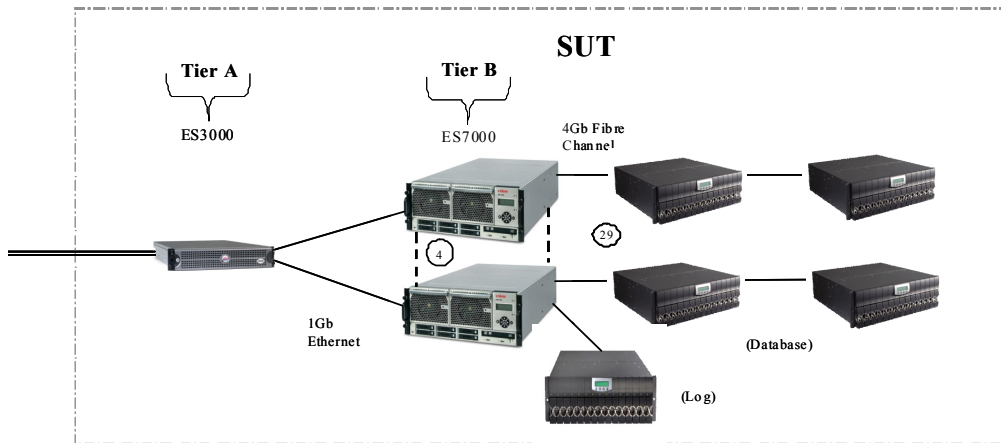 SUT
Tier A
Tier B
ES3000
ES7000
4Gb Fibre
Channel
4
29
1Gb
Ethernet
(Database)
(Log)